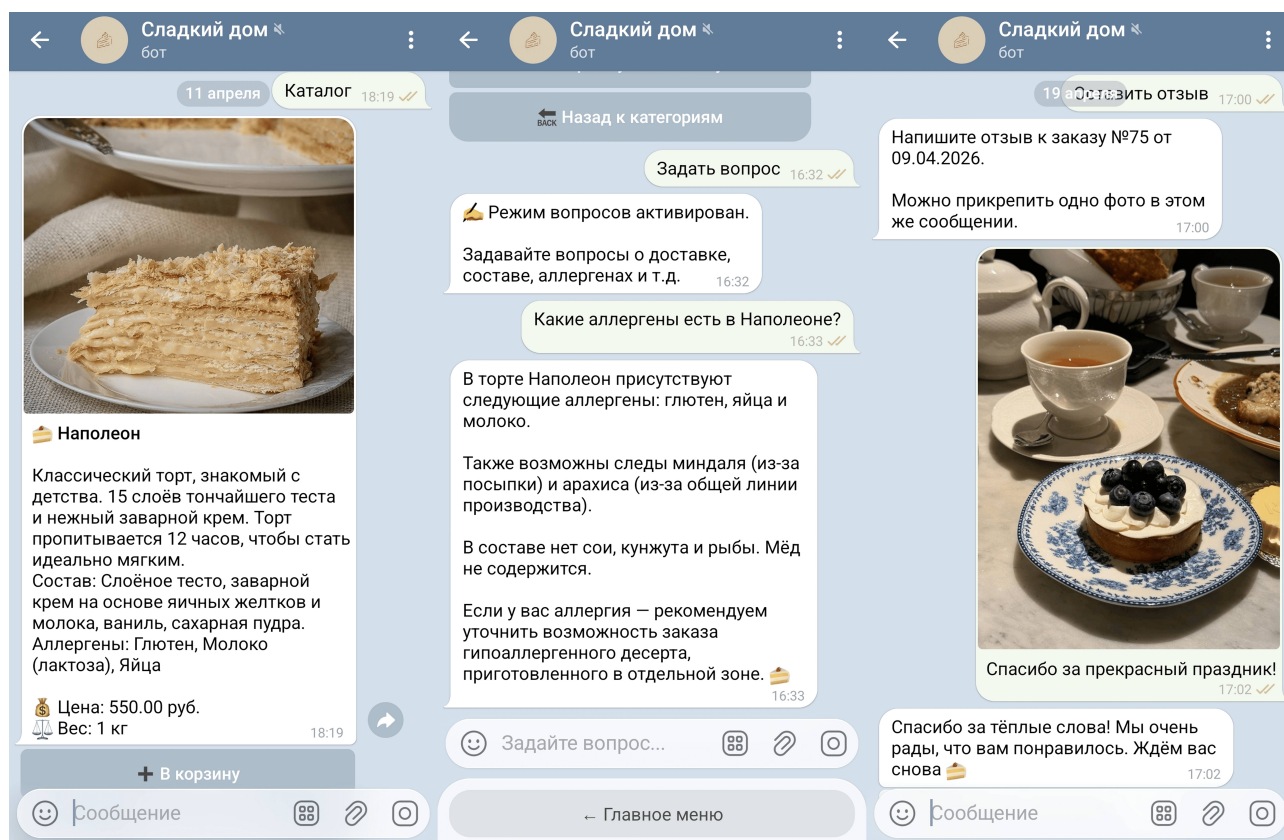 Сладкий дом
бот
11 апреля
Каталог 18:19
Наполеон
Классический торт, знакомый с
детства. 15 слоёв тончайшего теста
и нежный заварной крем. Торт
пропитывается 12 часов, чтобы стать
идеально мягким.
Состав: Слоёное тесто, заварной
крем на основе яичных желтков и
молока, ваниль, сахарная пудра.
Аллергены: Глютен, Молоко
(лактоза), Яйца
Цена: 550.00 руб.
Вес: 1 кг 18:19
+ В корзину
Сообщение
Сладкий дом
бот
BACK Назад к категориям
Задать вопрос 16:32
Режим вопросов активирован.
Задавайте вопросы о доставке,
составе, аллергенах и т.д. 16:32
Какие аллергены есть в Наполеоне?
16:33
В торте Наполеон присутствуют
следующие аллергены: глютен, яйца и
молоко.
Также возможны следы миндаля (из-за
посыпки) и арахиса (из-за общей линии
производства).
В составе нет сои, кунжута и рыбы. Мёд
не содержится.
Если у вас аллергия — рекомендуем
уточнить возможность заказа
гипоаллергенного десерта,
приготовленного в отдельной зоне.
16:33
Задайте вопрос...
← Главное меню
Сладкий дом
бот
19 апреля
Оставить отзыв 17:00
Напишите отзыв к заказу №75 от
09.04.2026.
Можно прикрепить одно фото в этом
же сообщении. 17:00
Спасибо за прекрасный праздник!
17:02
Спасибо за тёплые слова! Мы очень
рады, что вам понравилось. Ждём вас
снова 17:02
Сообщение